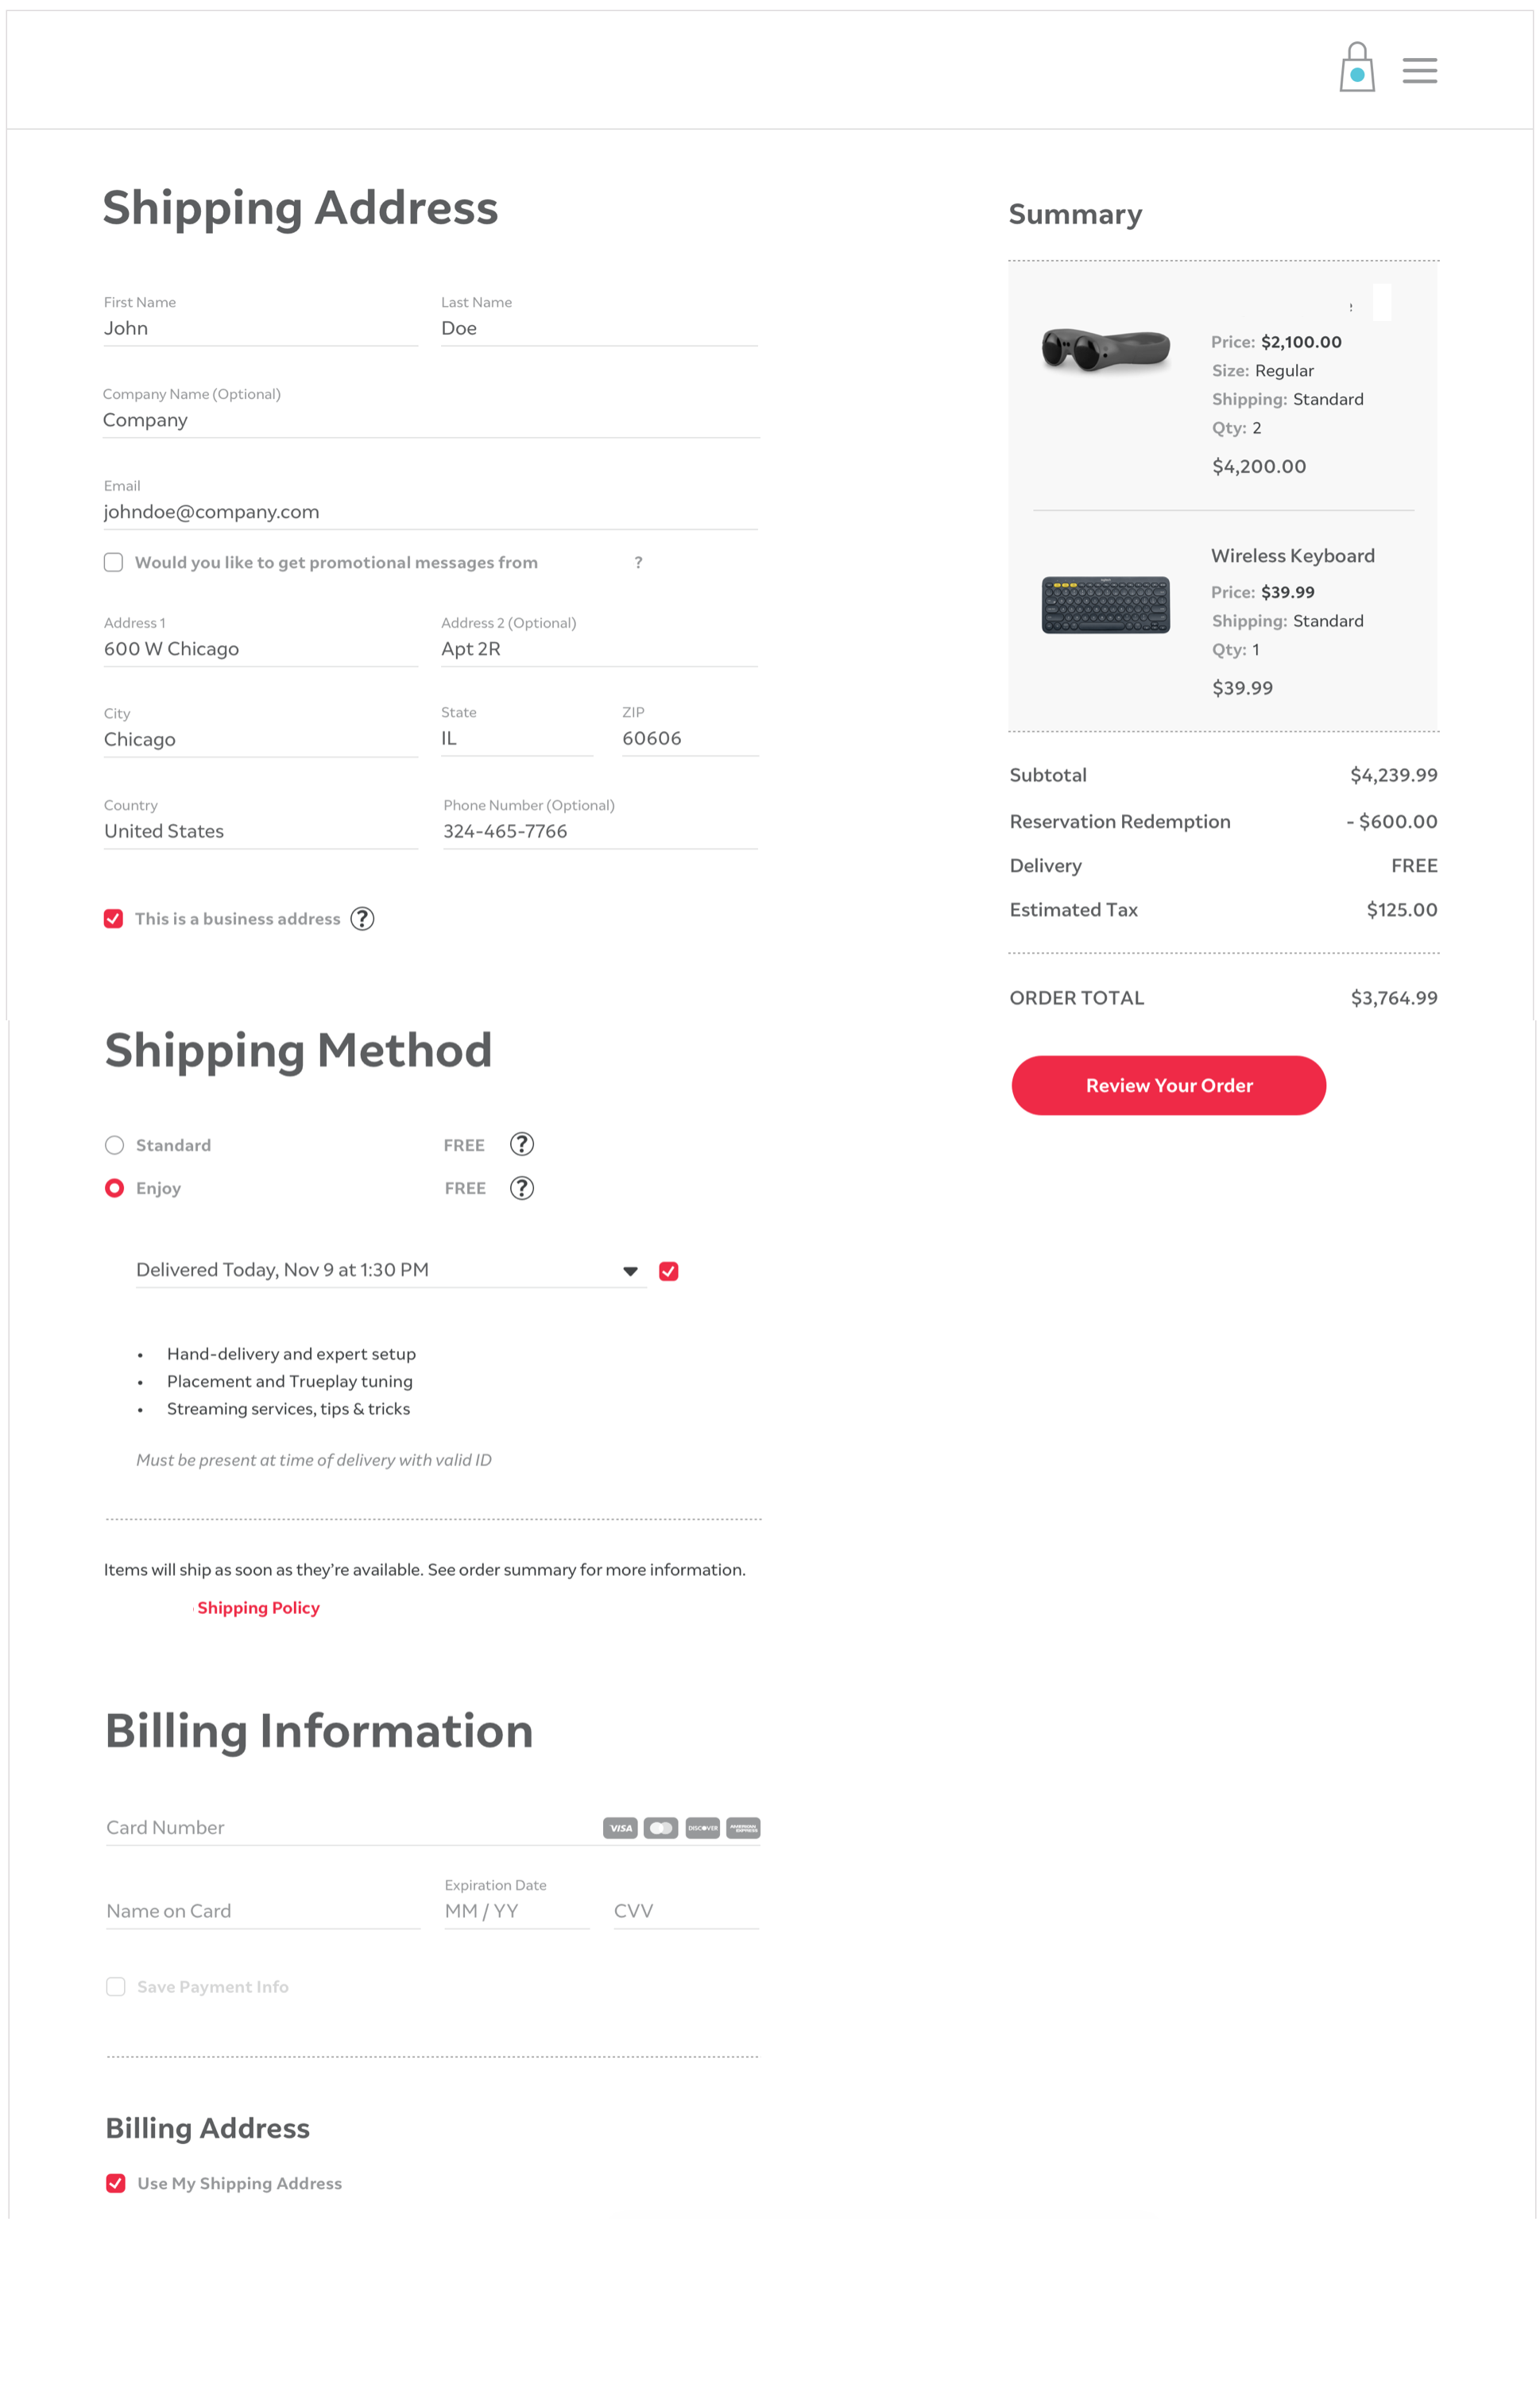 Shipping Address
First Name
John
Last Name
Doe
Company Name (Optional)
Company
Email
johndoe@company.com
Would you like to get promotional messages from ?
Address 1
600 W Chicago
Address 2 (Optional)
Apt 2R
City
Chicago
State
IL
ZIP
60606
Country
United States
Phone Number (Optional)
324-465-7766
This is a business address ?
Summary
Price: $2,100.00
Size: Regular
Shipping: Standard
Qty: 2
$4,200.00
Wireless Keyboard
Price: $39.99
Shipping: Standard
Qty: 1
$39.99
Subtotal $4,239.99
Reservation Redemption - $600.00
Delivery FREE
Estimated Tax $125.00
ORDER TOTAL $3,764.99
Review Your Order
Shipping Method
Standard FREE ?
Enjoy FREE ?
Delivered Today, Nov 9 at 1:30 PM
• Hand-delivery and expert setup
• Placement and Trueplay tuning
• Streaming services, tips & tricks
Must be present at time of delivery with valid ID
Items will ship as soon as they’re available. See order summary for more information.
Shipping Policy
Billing Information
Card Number
VISA DISCOVER AMERICAN EXPRESS
Name on Card
Expiration Date
MM / YY
CVV
Save Payment Info
Billing Address
Use My Shipping Address